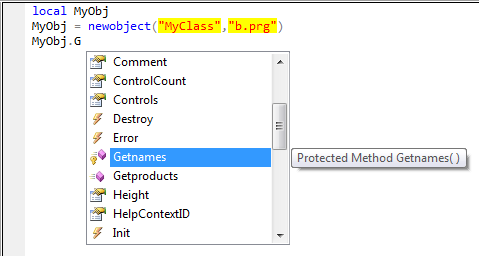 local MyObj
MyObj = newobject("MyClass","b.prg")
MyObj.G
Comment
ControlCount
Controls
Destroy
Error
Getnames
Protected Method Getnames( )
Getproducts
Height
HelpContextID
Init